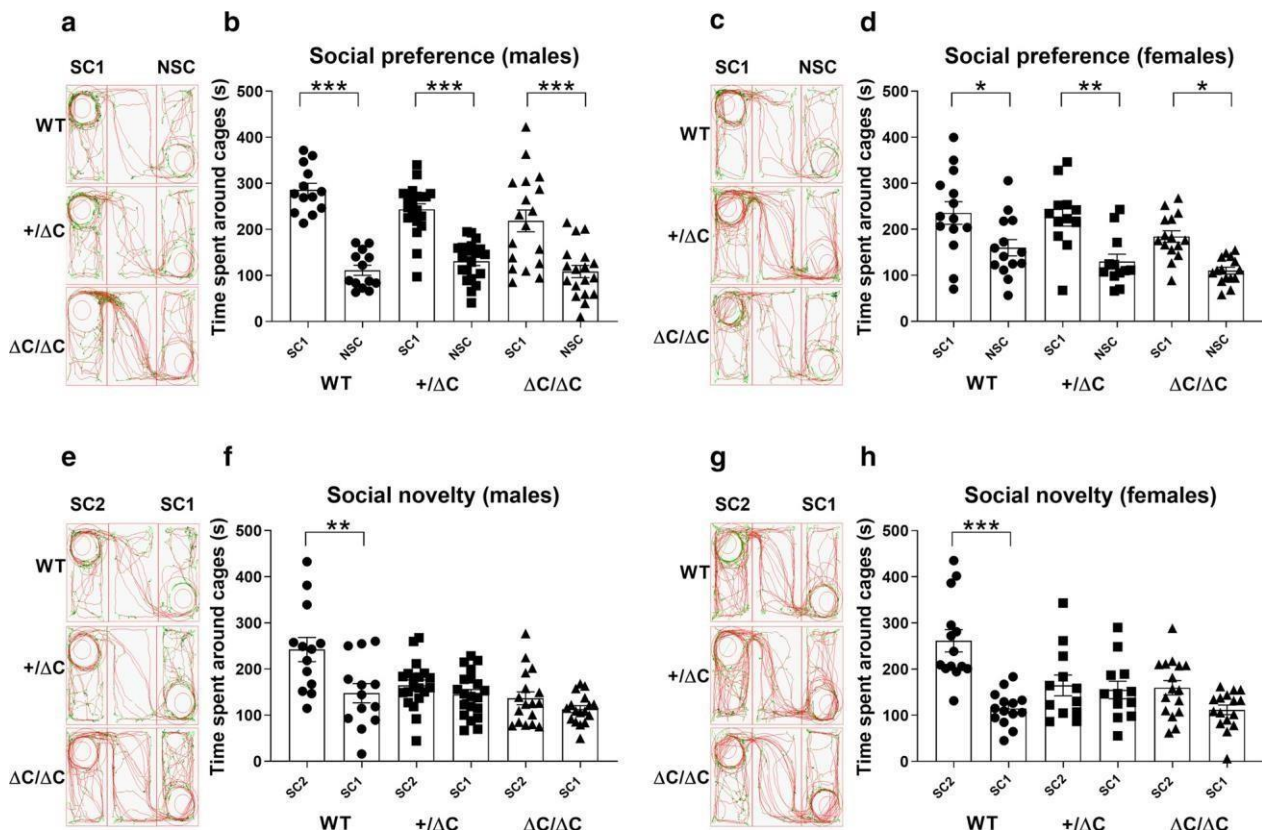 a
SC1 NSC
WT
+/ΔC
ΔC/ΔC
b
Social preference (males)
Time spent around cages (s)
500
400
300
200
100
0
*** *** ***
SC1 NSC SC1 NSC SC1 NSC
WT +/ΔC ΔC/ΔC
c
SC1 NSC
WT
+/ΔC
ΔC/ΔC
d
Social preference (females)
Time spent around cages (s)
500
400
300
200
100
0
* ** *
SC1 NSC SC1 NSC SC1 NSC
WT +/ΔC ΔC/ΔC
e
SC2 SC1
WT
+/ΔC
ΔC/ΔC
f
Social novelty (males)
Time spent around cages (s)
500
400
300
200
100
0
**
SC2 SC1 SC2 SC1 SC2 SC1
WT +/ΔC ΔC/ΔC
g
SC2 SC1
WT
+/ΔC
ΔC/ΔC
h
Social novelty (females)
Time spent around cages (s)
500
400
300
200
100
0
***
SC2 SC1 SC2 SC1 SC2 SC1
WT +/ΔC ΔC/ΔC